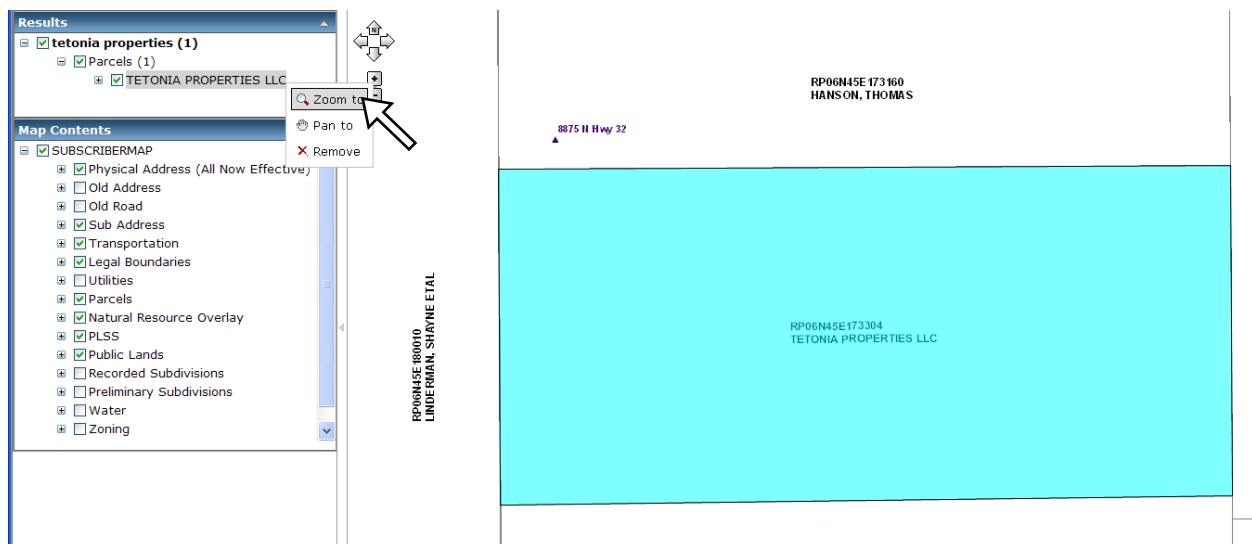 Results
tetonia properties (1)
Parcels (1)
TETONIA PROPERTIES LLC
Zoom to
Pan to
Remove
Map Contents
SUBSCRIBERMAP
Physical Address (All Now Effective)
Old Address
Old Road
Sub Address
Transportation
Legal Boundaries
Utilities
Parcels
Natural Resource Overlay
PLSS
Public Lands
Recorded Subdivisions
Preliminary Subdivisions
Water
Zoning
N
RP06N45E173160
HANSON, THOMAS
8875 N Hwy 32
RP06N45E180010
LINDERMAN, SHAYNE ETAL
RP06N45E173304
TETONIA PROPERTIES LLC